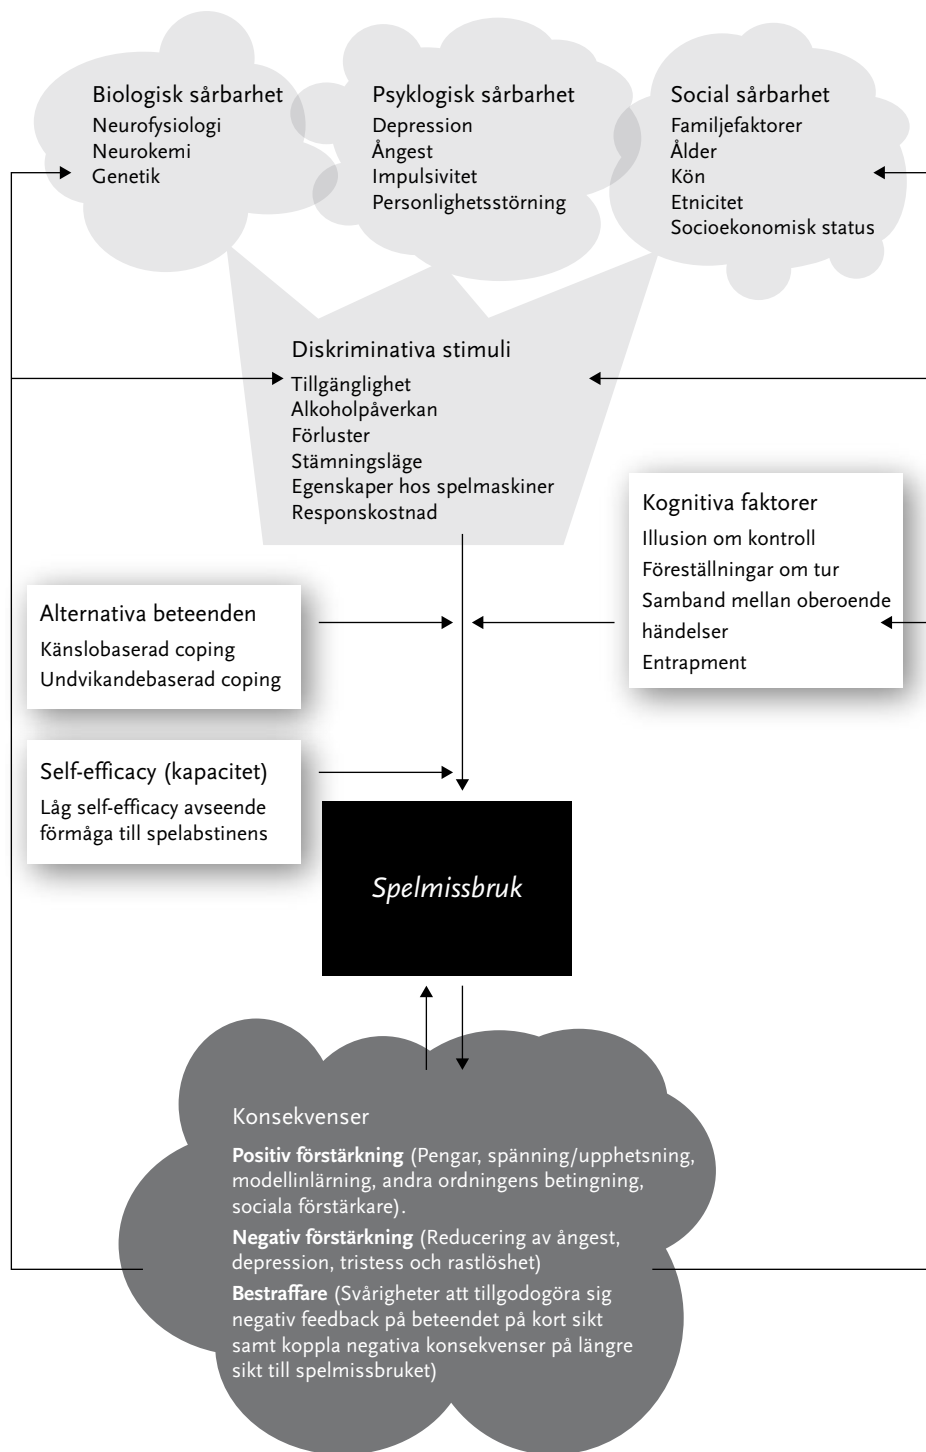 Biologisk sårbarhet
Neurofysiologi
Neurokemi
Genetik
Psyklogisk sårbarhet
Depression
Ångest
Impulsivitet
Personlighetsstörning
Social sårbarhet
Familjefaktorer
Ålder
Kön
Etnicitet
Socioekonomisk status
Diskriminativa stimuli
Tillgänglighet
Alkoholpåverkan
Förluster
Stämningsläge
Egenskaper hos spelmaskiner
Responskostnad
Kognitiva faktorer
Illusion om kontroll
Föreställningar om tur
Samband mellan oberoende
händelser
Entrapment
Alternativa beteenden
Känslobaserad coping
Undvikandebaserad coping
Self-efficacy (kapacitet)
Låg self-efficacy avseende
förmåga till spelabstinens
Spelmissbruk
Konsekvenser
Positiv förstärkning (Pengar, spänning/upphetsning,
modellinlärning, andra ordningens betingning,
sociala förstärkare).
Negativ förstärkning (Reducering av ångest,
depression, tristess och rastlöshet)
Bestraffare (Svårigheter att tillgodogöra sig
negativ feedback på beteendet på kort sikt
samt koppla negativa konsekvenser på längre
sikt till spelmissbruket)